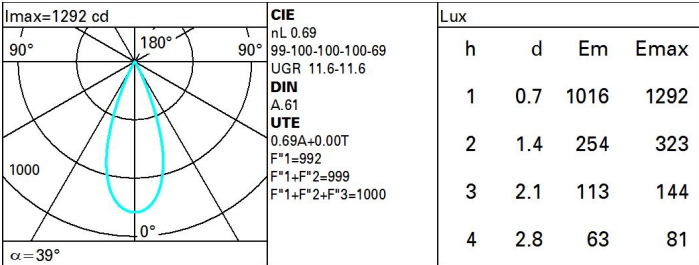 Imax=1292 cd
90°
180°
90°
1000
0°
α=39°
CIE
nL 0.69
99-100-100-100-69
UGR 11.6-11.6
DIN
A.61
UTE
0.69A+0.00T
F"1=992
F"1+F"2=999
F"1+F"2+F"3=1000
Lux
h d Em Emax
1 0.7 1016 1292
2 1.4 254 323
3 2.1 113 144
4 2.8 63 81